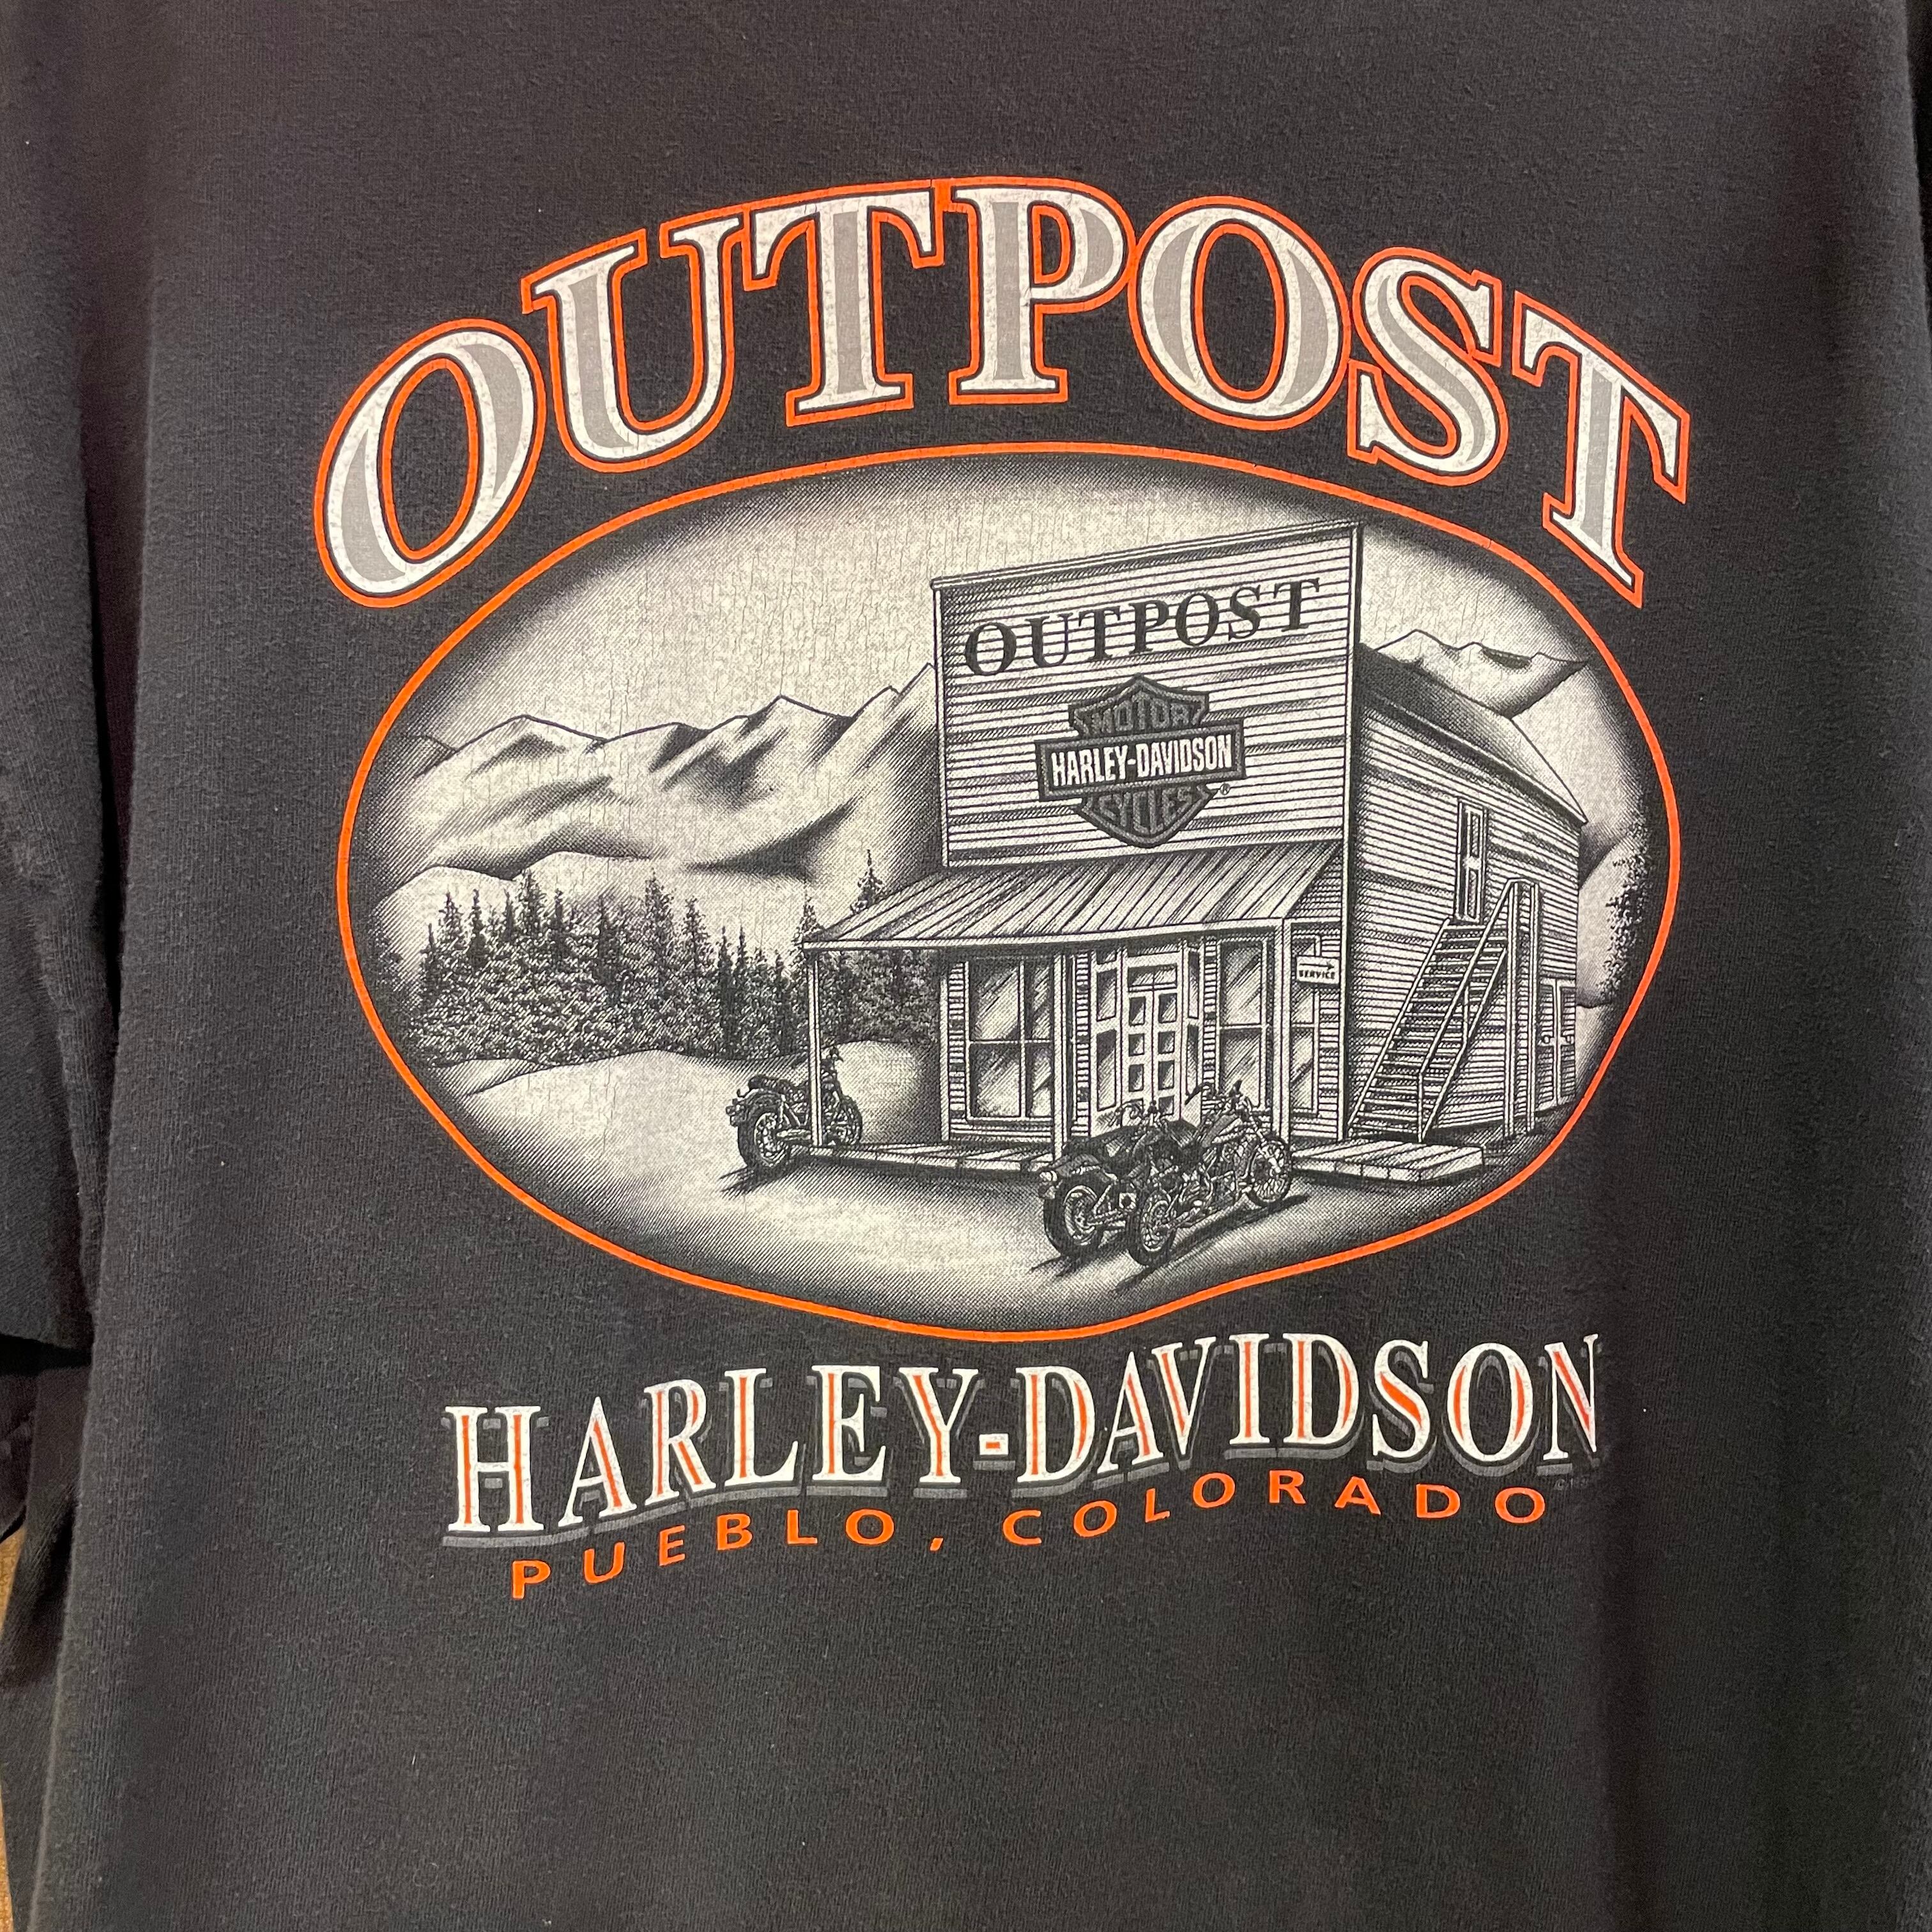 OUTPOST
OUTPOST
MOTOR
HARLEY-DAVIDSON
CYCLES
®
SERVICE
HARLEY-DAVIDSON
PUEBLO, COLORADO